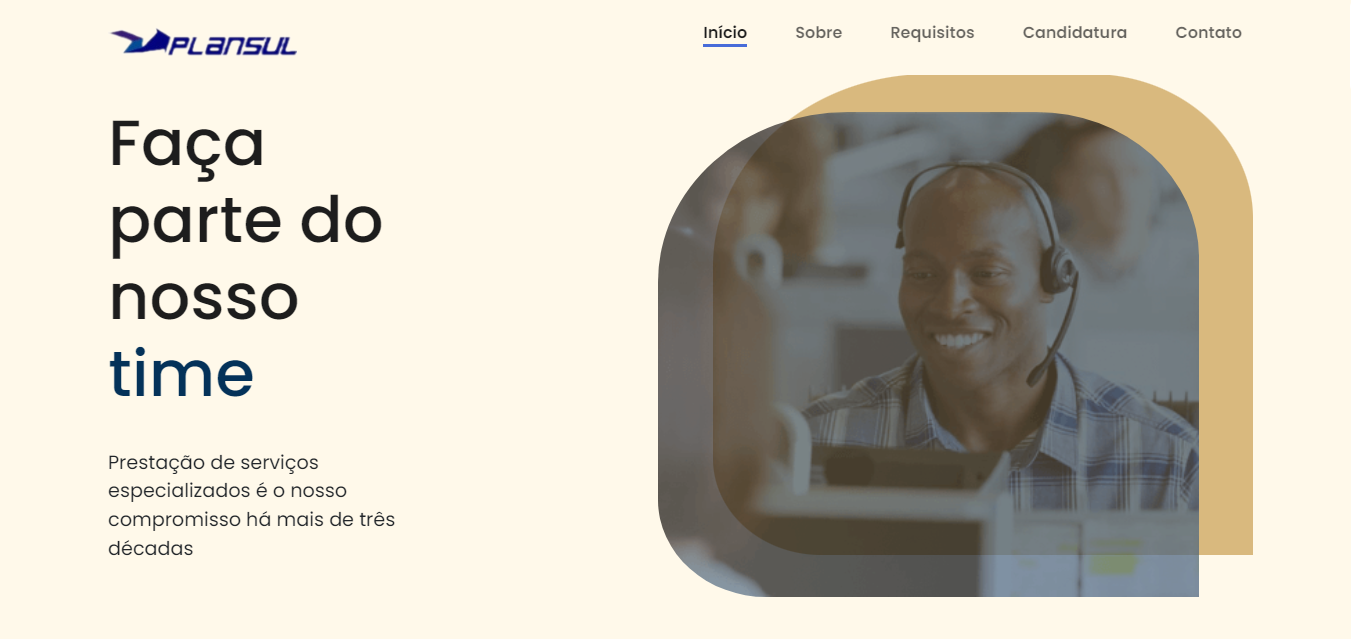 PLANSUL
Início Sobre Requisitos Candidatura Contato
Faça
parte do
nosso
time
Prestação de serviços
especializados é o nosso
compromisso há mais de três
décadas